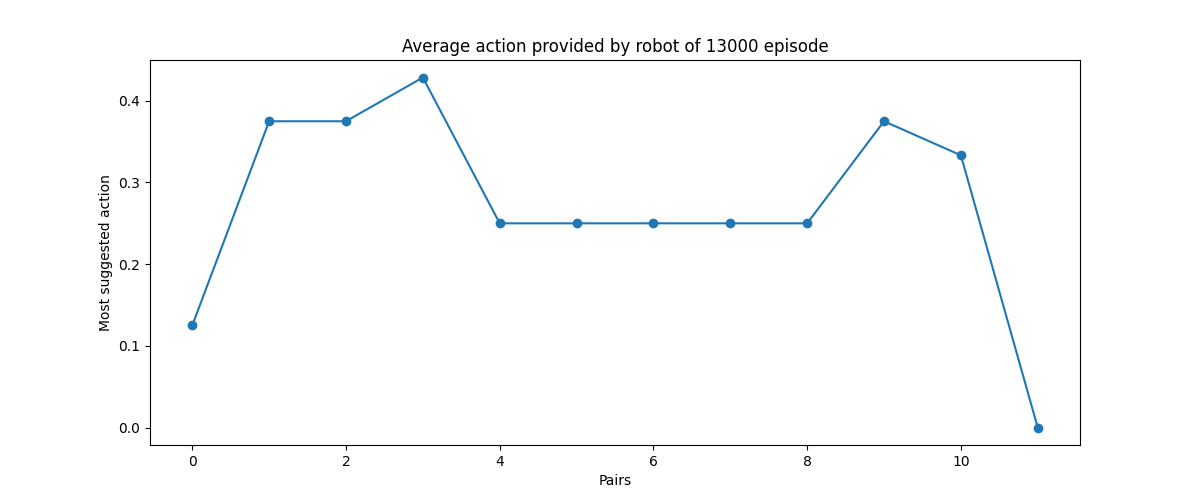 Average action provided by robot of 13000 episode
Most suggested action
0.4
0.3
0.2
0.1
0.0
0 2 4 6 8 10
Pairs